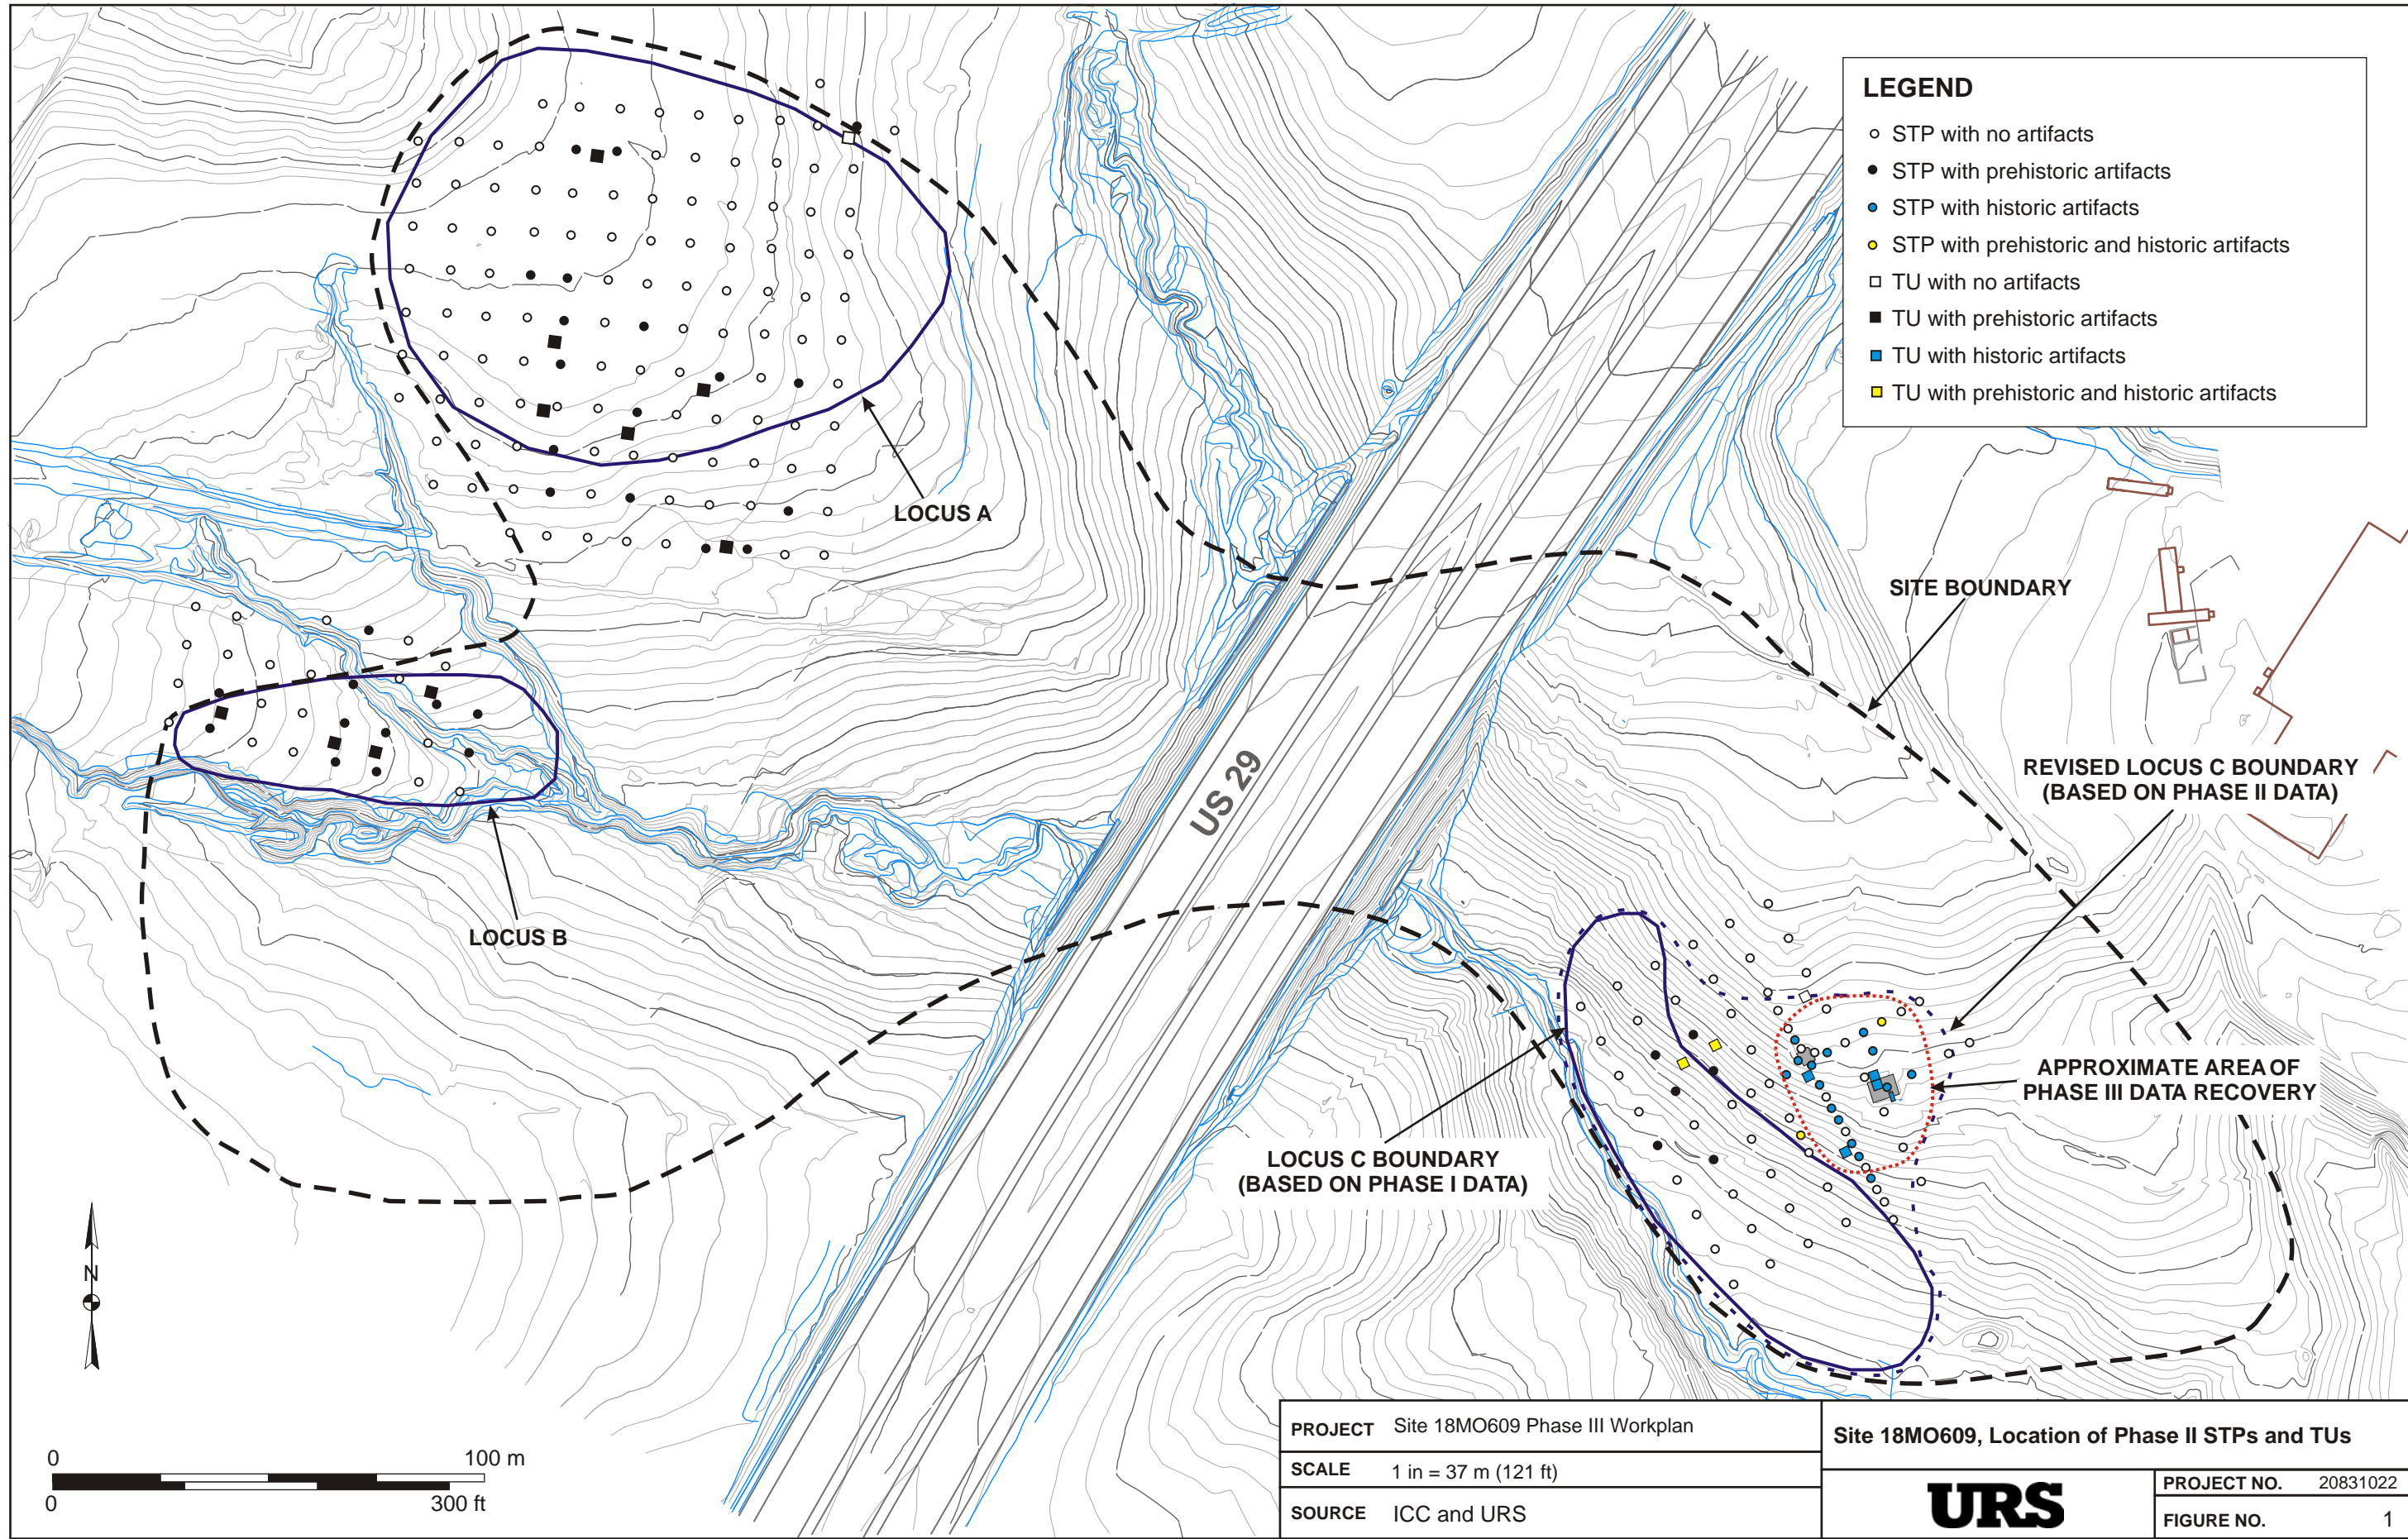 LEGEND
STP with no artifacts
STP with prehistoric artifacts
STP with historic artifacts
STP with prehistoric and historic artifacts
TU with no artifacts
TU with prehistoric artifacts
TU with historic artifacts
TU with prehistoric and historic artifacts
LOCUS A
SITE BOUNDARY
US 29
REVISED LOCUS C BOUNDARY
(BASED ON PHASE II DATA)
LOCUS B
APPROXIMATE AREA OF
PHASE III DATA RECOVERY
LOCUS C BOUNDARY
(BASED ON PHASE I DATA)
N
0 100 m
0 300 ft
PROJECT Site 18MO609 Phase III Workplan
SCALE 1 in = 37 m (121 ft)
SOURCE ICC and URS
Site 18MO609, Location of Phase II STPs and TUs
URS
PROJECT NO. 20831022
FIGURE NO. 1